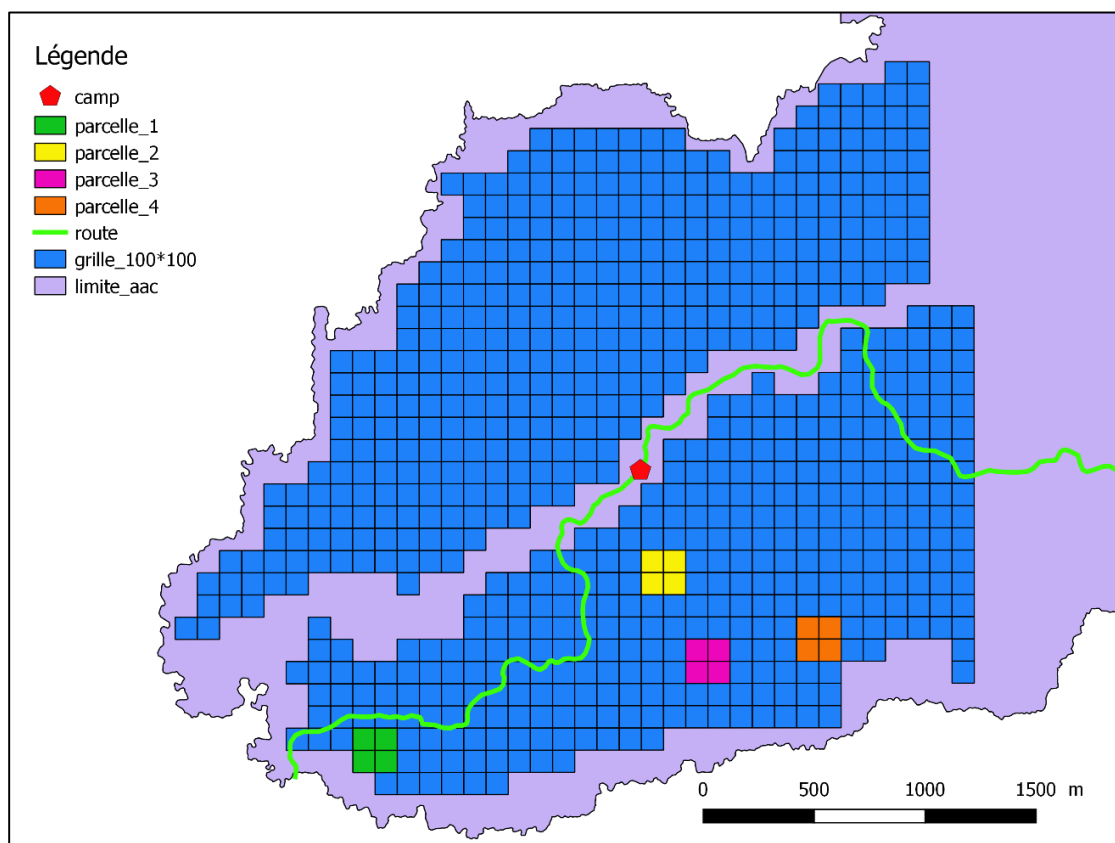 Légende
camp
parcelle_1
parcelle_2
parcelle_3
parcelle_4
route
grille_100*100
limite_aac
0 500 1000 1500 m